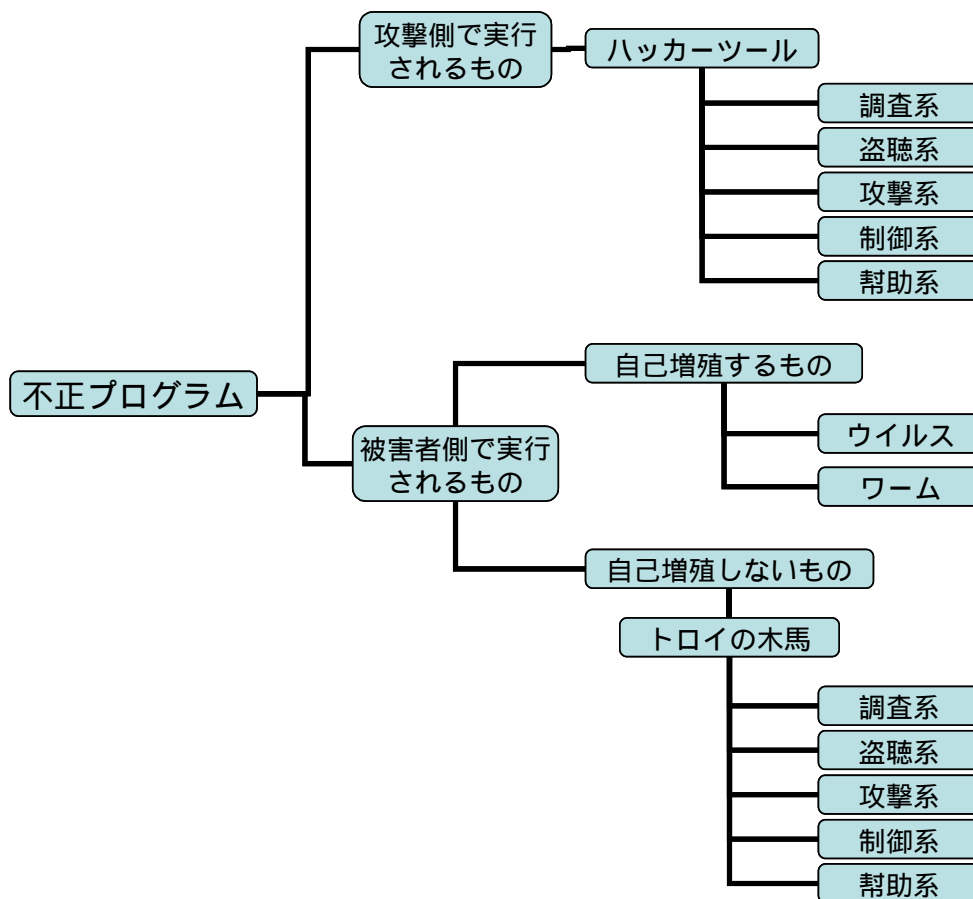 不正プログラム
攻撃側で実行
されるもの
ハッカーツール
調査系
盗聴系
攻撃系
制御系
幇助系
被害者側で実行
されるもの
自己増殖するもの
ウイルス
ワーム
自己増殖しないもの
トロイの木馬
調査系
盗聴系
攻撃系
制御系
幇助系